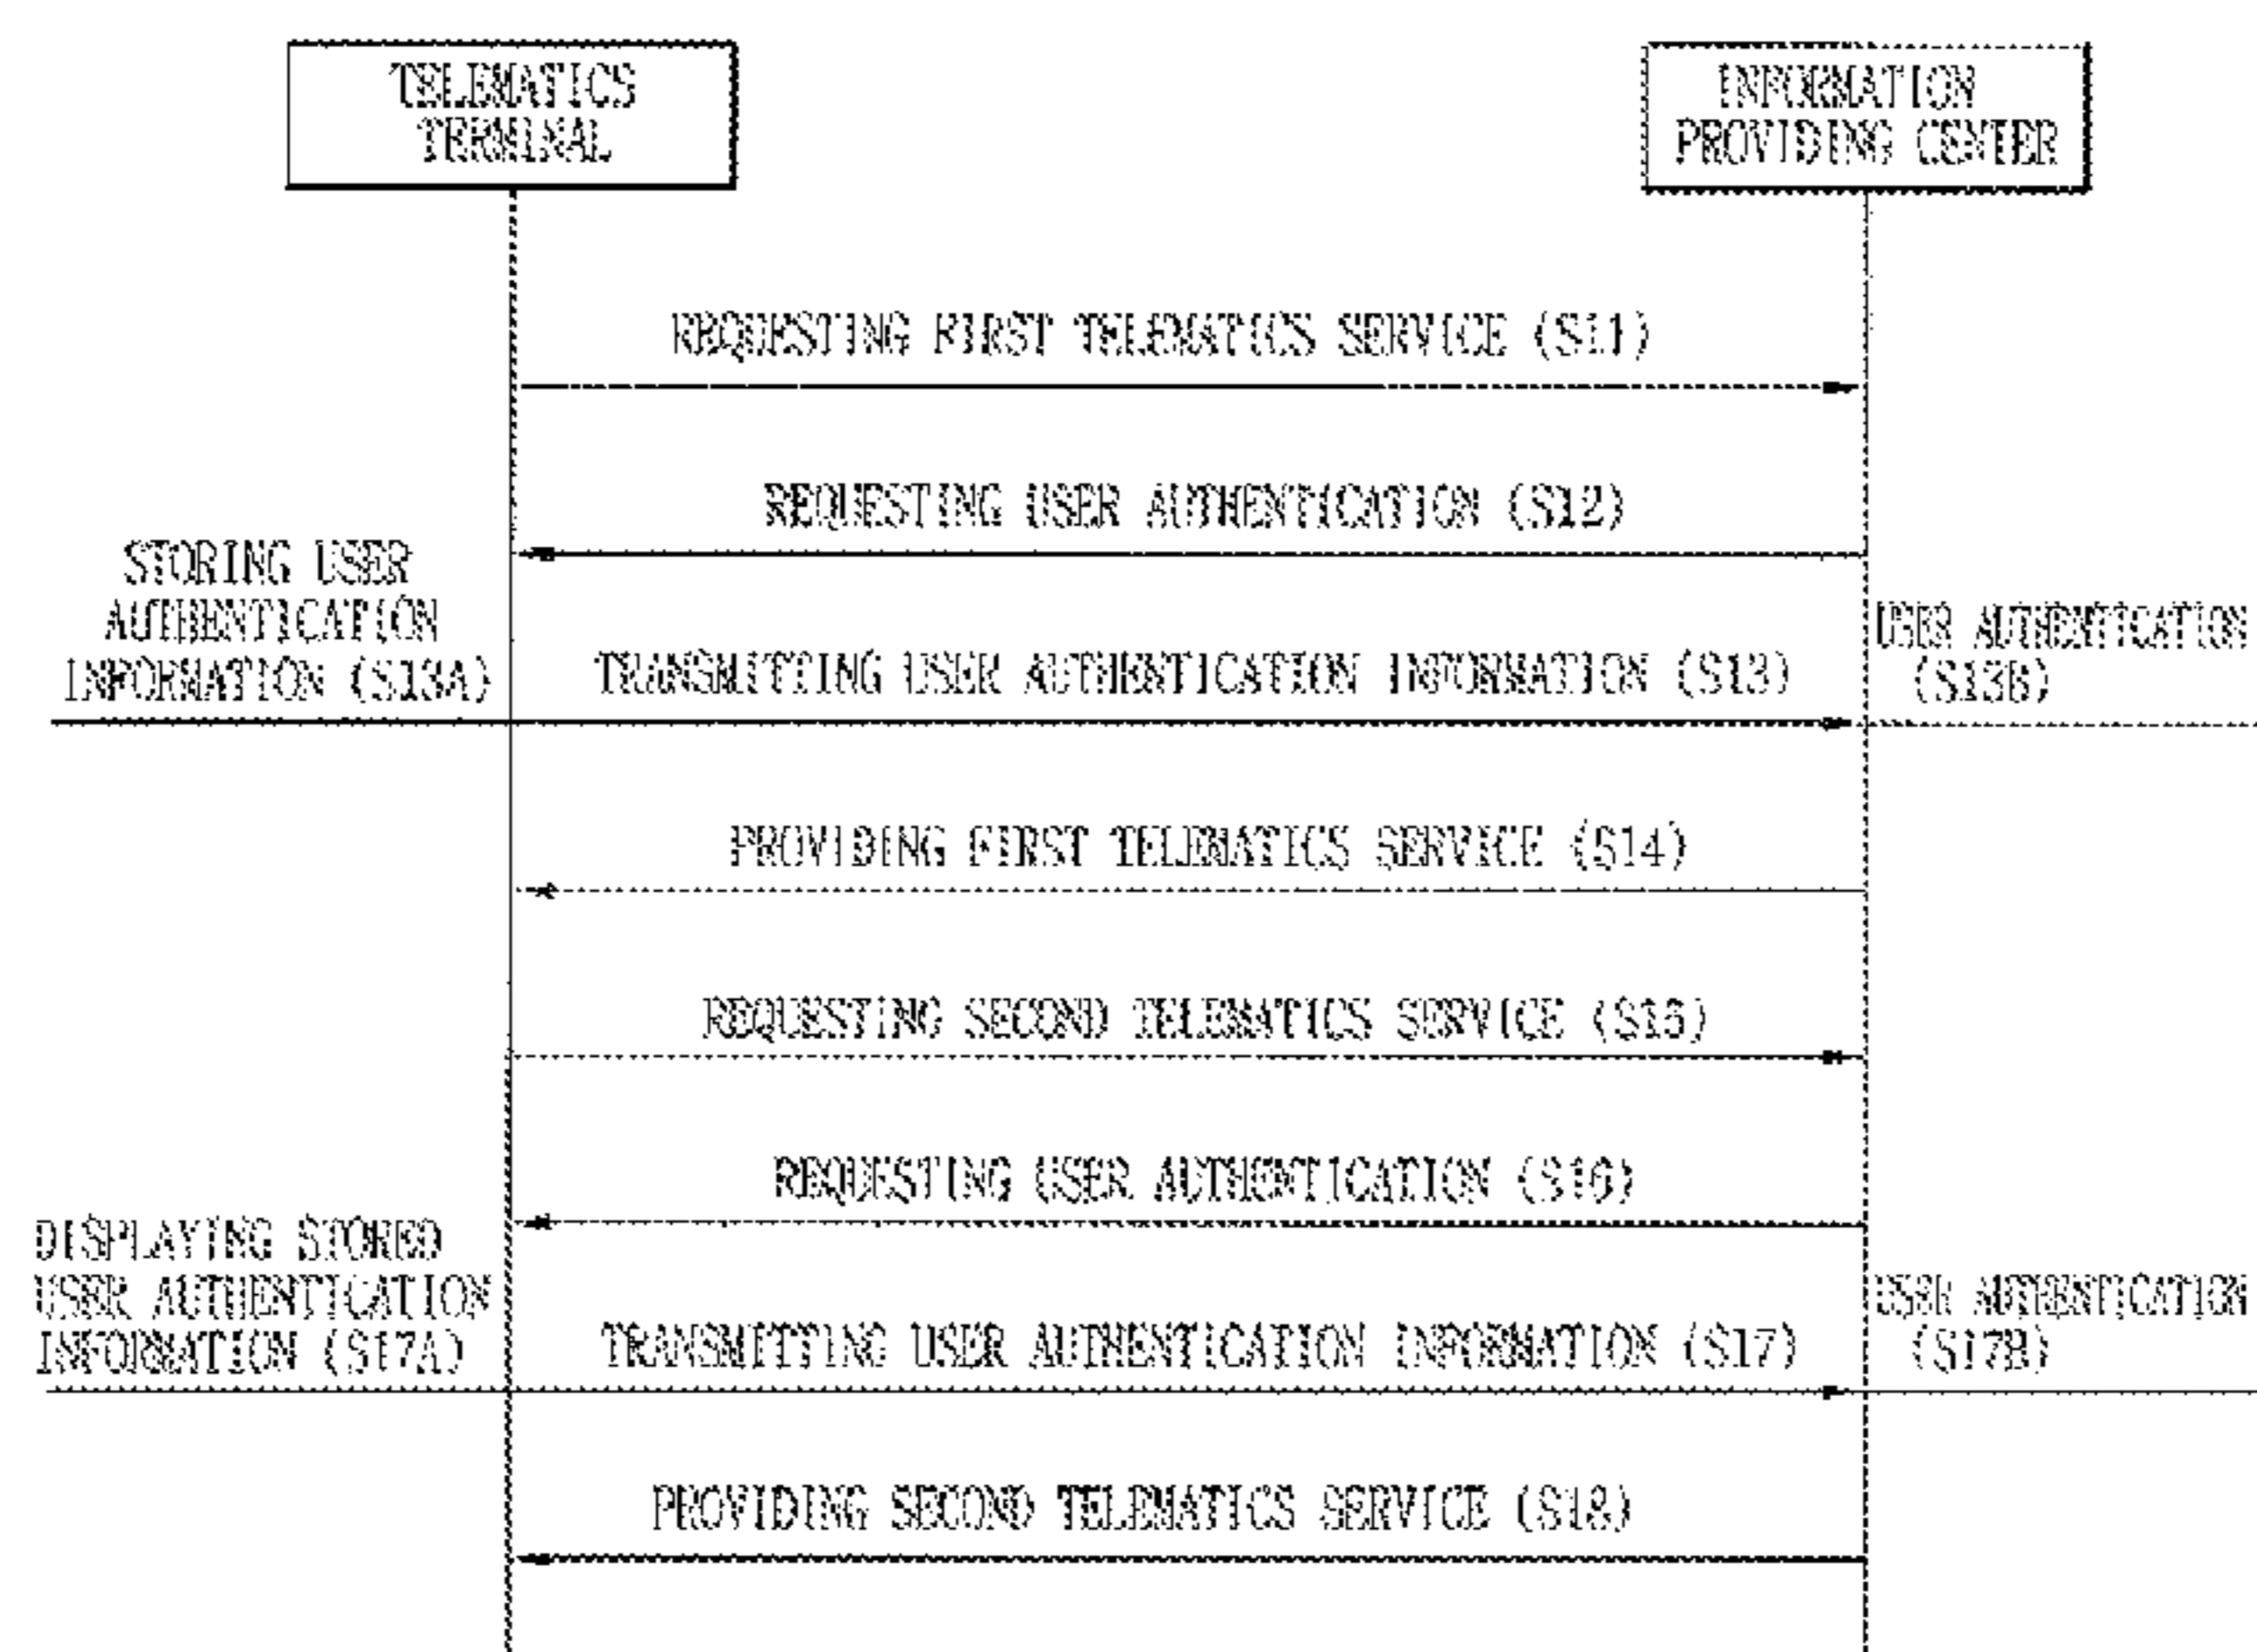 TELEMATICS
TERMINAL
INFORMATION
PROVIDING CENTER
REQUESTING FIRST TELEMATICS SERVICE (S11)
REQUESTING USER AUTHENTICATION (S12)
STORING USER
AUTHENTICATION
INFORMATION (S13A)
TRANSMITTING USER AUTHENTICATION INFORMATION (S13)
USER AUTHENTICATION
(S13B)
PROVIDING FIRST TELEMATICS SERVICE (S14)
REQUESTING SECOND TELEMATICS SERVICE (S15)
REQUESTING USER AUTHENTICATION (S16)
DISPLAYING STORED
USER AUTHENTICATION
INFORMATION (S17A)
TRANSMITTING USER AUTHENTICATION INFORMATION (S17)
USER AUTHENTICATION
(S17B)
PROVIDING SECOND TELEMATICS SERVICE (S18)